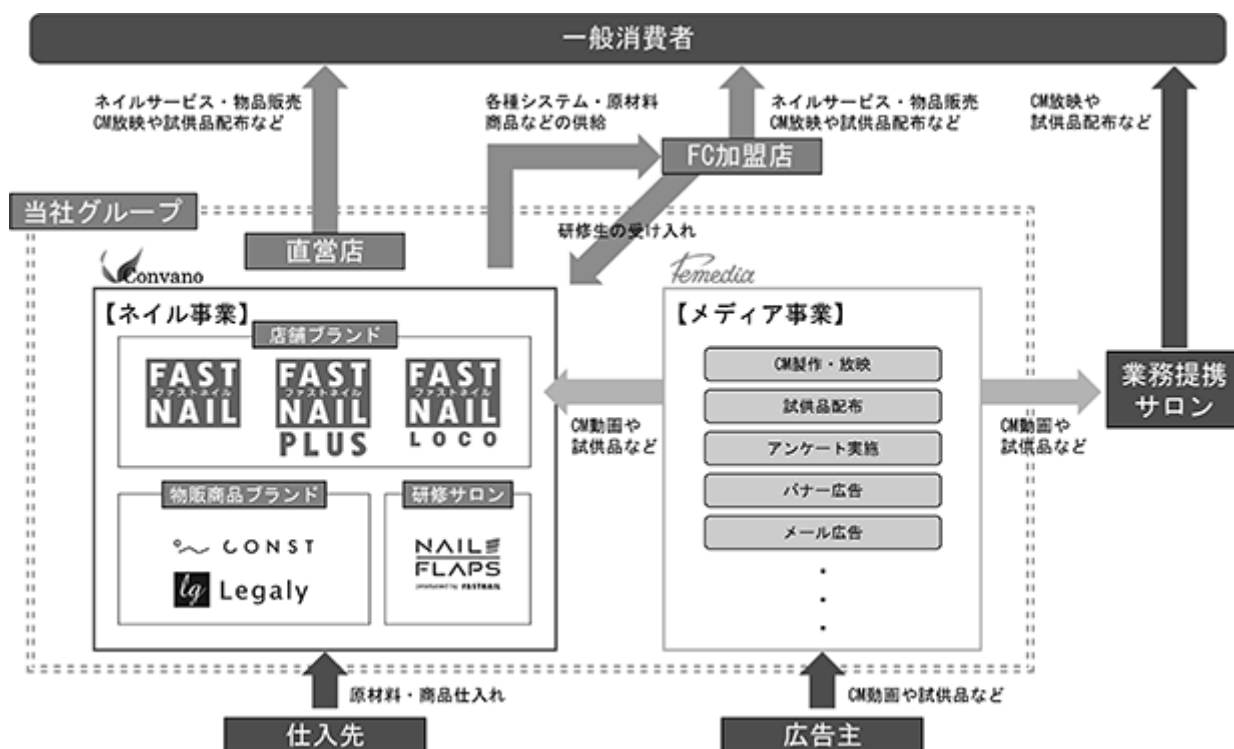 一般消費者
ネイルサービス・物品販売
CM放映や試供品配布など
各種システム・原材料
商品などの供給
ネイルサービス・物品販売
CM放映や試供品配布など
CM放映や
試供品配布など
FC加盟店
当社グループ
直営店
研修生の受け入れ
Convano
Femedia
【ネイル事業】
店舗ブランド
FAST
ファストネイル
NAIL
FAST
ファストネイル
NAIL
PLUS
FAST
ファストネイル
NAIL
LOCO
物販商品ブランド
CONST
lg Legaly
研修サロン
NAIL
FLAPS
produced by FASTNAIL
【メディア事業】
CM製作・放映
試供品配布
アンケート実施
バナー広告
メール広告
CM動画や
試供品など
CM動画や
試供品など
業務提携
サロン
原材料・商品仕入れ
CM動画や試供品など
仕入先
広告主